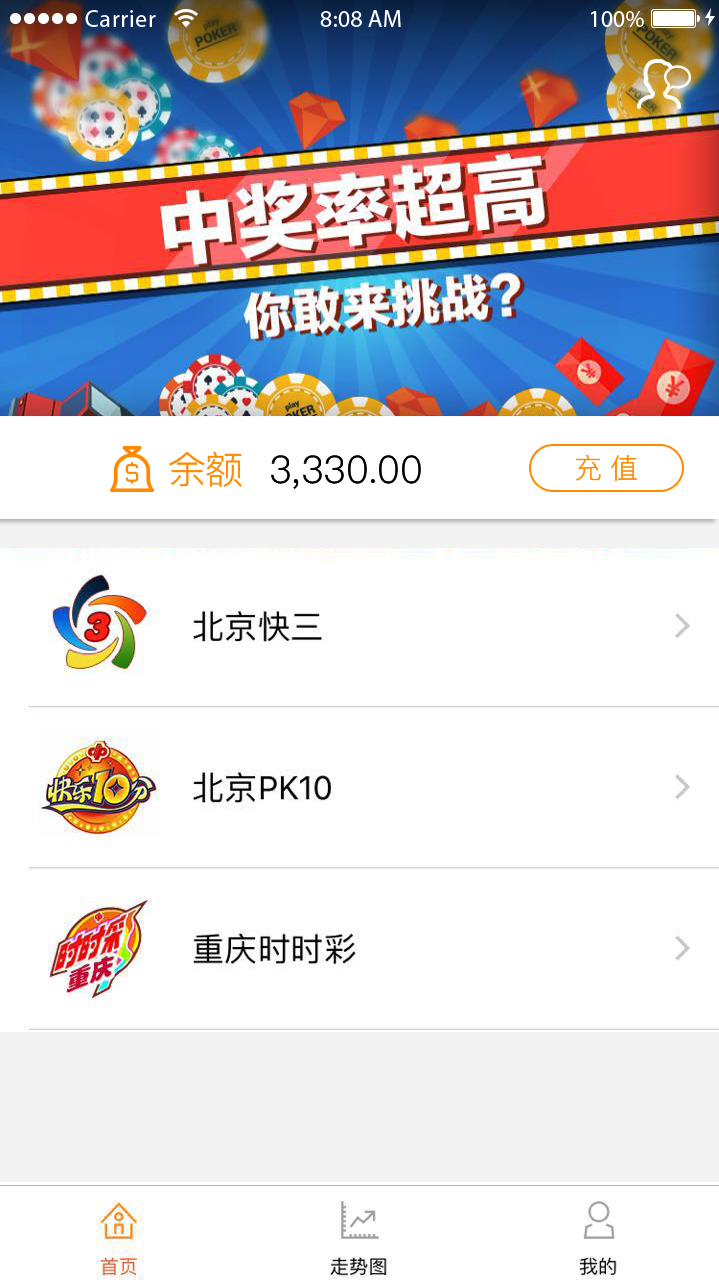 Carrier 8:08 AM 100%
play POKER
POKER
中奖率超高
你敢来挑战？
play POKER
余额 3,330.00 充值
3 北京快三
快乐10分 北京PK10
时时彩 重庆 重庆时时彩
首页 走势图 我的